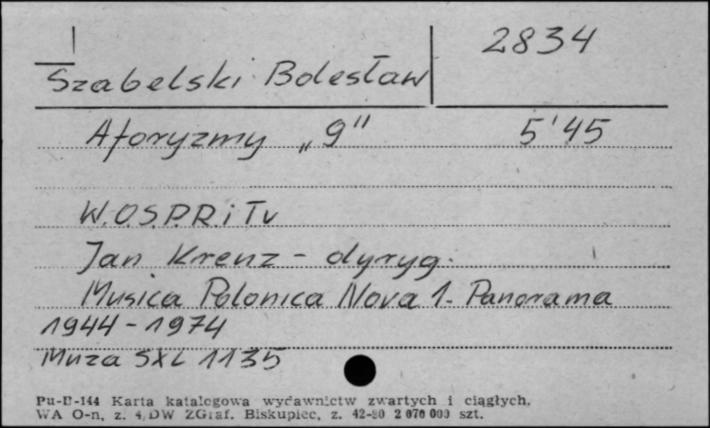 2834
Szabelski Bolesław
Aforyzmy „9" 5'45
W.O.S.P.R.iTv
Jan Krenz - dyryg.
Musica Polonica Nova 1. Panorama
1944-1974
Muza SXL 1135
Pu-B-144 Karta katalogowa wydawnictw zwartych i ciągłych.
WA O-n, z. 4 DW ZGraf. Biskupiec, z. 42-80 2 070 000 szt.